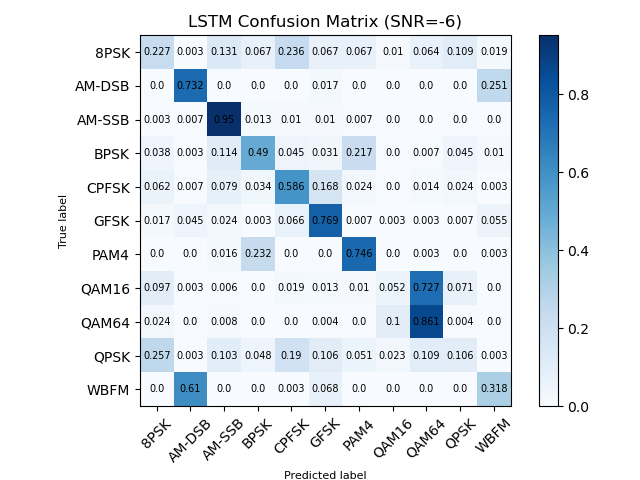 LSTM Confusion Matrix (SNR=-6)
True label
8PSK 0.227 0.003 0.131 0.067 0.236 0.067 0.067 0.01 0.064 0.109 0.019
AM-DSB 0.0 0.732 0.0 0.0 0.0 0.017 0.0 0.0 0.0 0.0 0.251
AM-SSB 0.003 0.007 0.95 0.013 0.01 0.01 0.007 0.0 0.0 0.0 0.0
BPSK 0.038 0.003 0.114 0.49 0.045 0.031 0.217 0.0 0.007 0.045 0.01
CPFSK 0.062 0.007 0.079 0.034 0.586 0.168 0.024 0.0 0.014 0.024 0.003
GFSK 0.017 0.045 0.024 0.003 0.066 0.769 0.007 0.003 0.003 0.007 0.055
PAM4 0.0 0.0 0.016 0.232 0.0 0.0 0.746 0.0 0.003 0.0 0.003
QAM16 0.097 0.003 0.006 0.0 0.019 0.013 0.01 0.052 0.727 0.071 0.0
QAM64 0.024 0.0 0.008 0.0 0.0 0.004 0.0 0.1 0.861 0.004 0.0
QPSK 0.257 0.003 0.103 0.048 0.19 0.106 0.051 0.023 0.109 0.106 0.003
WBFM 0.0 0.61 0.0 0.0 0.003 0.068 0.0 0.0 0.0 0.0 0.318
8PSK AM-DSB AM-SSB BPSK CPFSK GFSK PAM4 QAM16 QAM64 QPSK WBFM
Predicted label
0.8
0.6
0.4
0.2
0.0